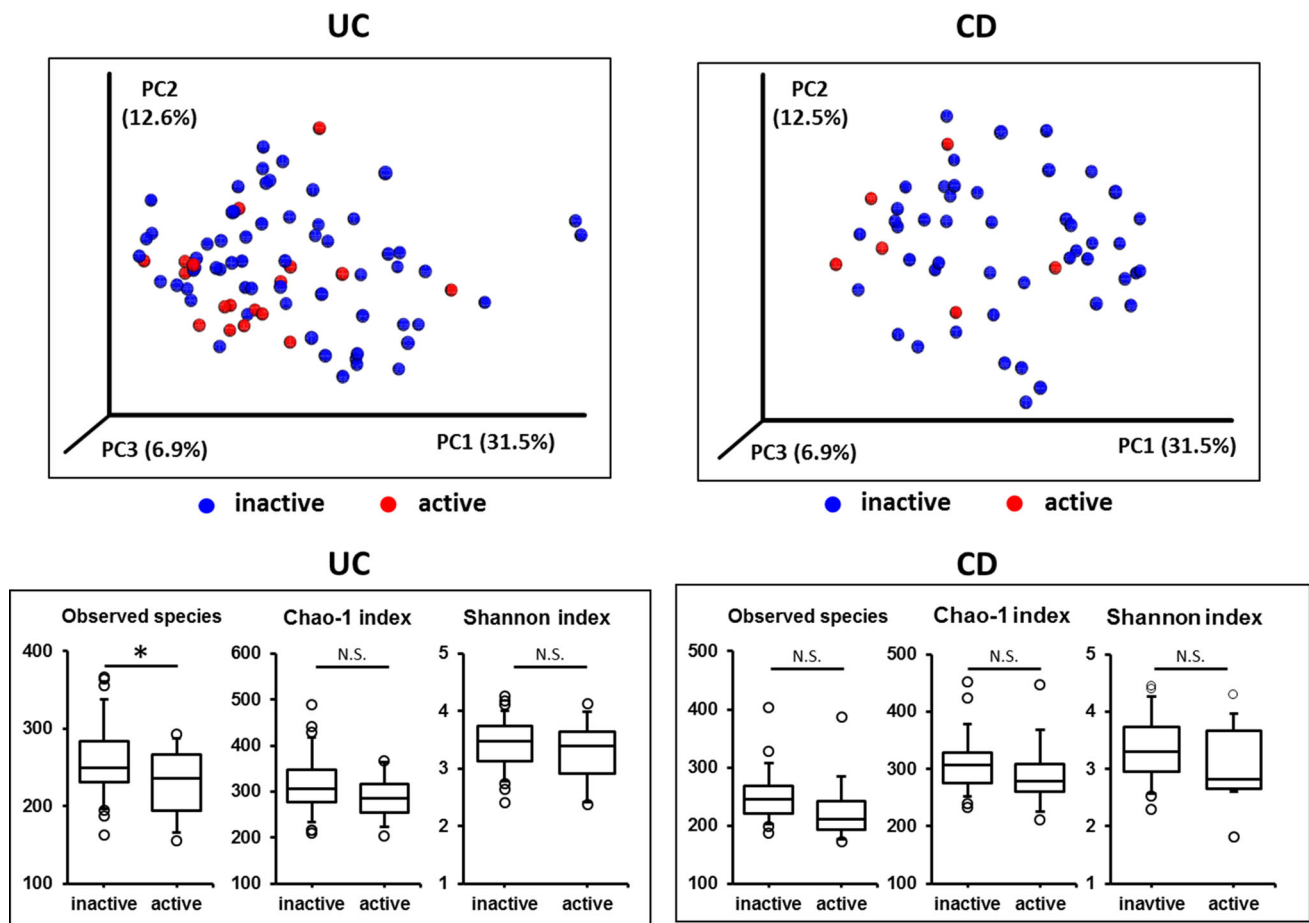 UC
CD
PC2
(12.6%)
PC3 (6.9%)
PC1 (31.5%)
inactive
active
PC2
(12.5%)
PC3 (6.9%)
PC1 (31.5%)
inactive
active
UC
Observed species
Chao-1 index
Shannon index
*
N.S.
N.S.
400
300
200
100
600
500
400
300
200
100
5
4
3
2
1
inactive
active
inactive
active
inactive
active
CD
Observed species
Chao-1 index
Shannon index
N.S.
N.S.
N.S.
500
400
300
200
100
500
400
300
200
100
5
4
3
2
1
inactive
active
inactive
active
inavtive
active